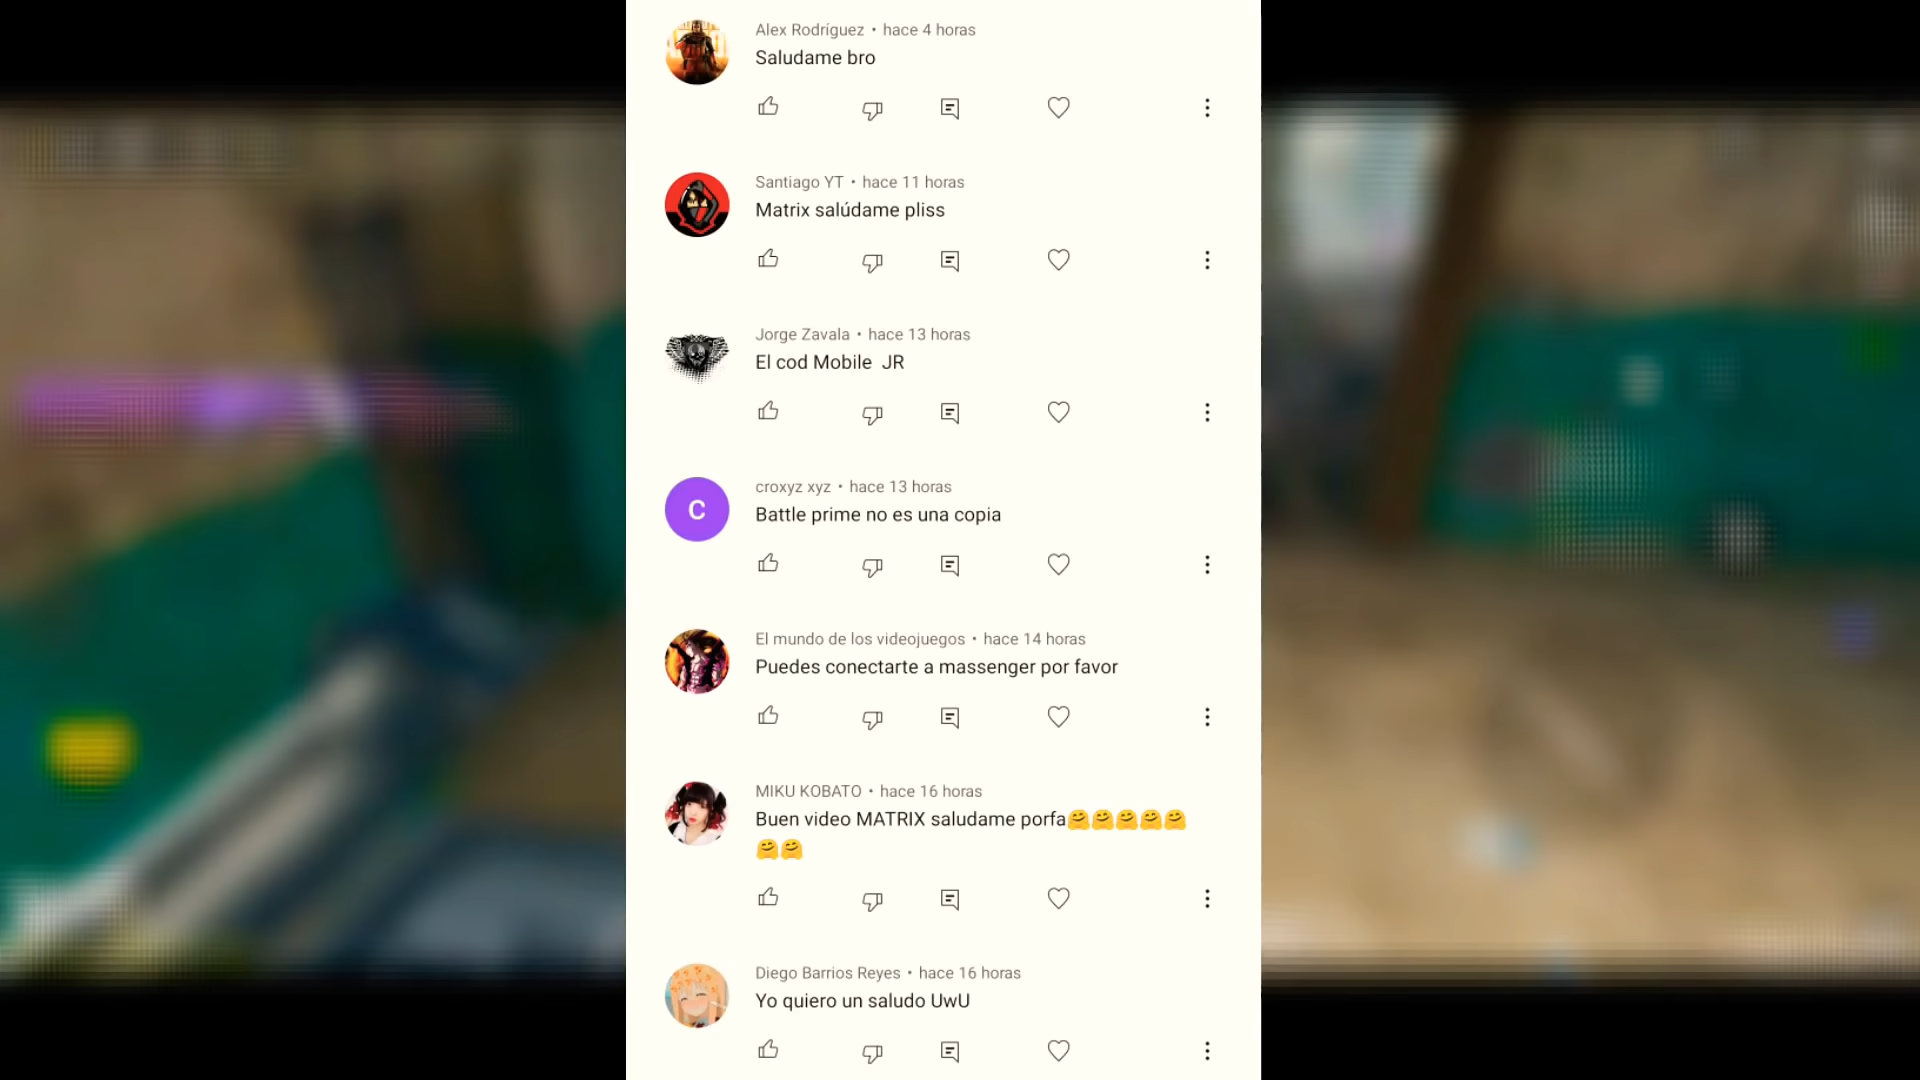 Alex Rodríguez • hace 4 horas
Saludame bro
Santiago YT • hace 11 horas
Matrix salúdame pliss
Jorge Zavala • hace 13 horas
El cod Mobile  JR
C
croxyz xyz • hace 13 horas
Battle prime no es una copia
El mundo de los videojuegos • hace 14 horas
Puedes conectarte a massenger por favor
MIKU KOBATO • hace 16 horas
Buen video MATRIX saludame porfa🤗🤗🤗🤗🤗
🤗🤗
Diego Barrios Reyes • hace 16 horas
Yo quiero un saludo UwU